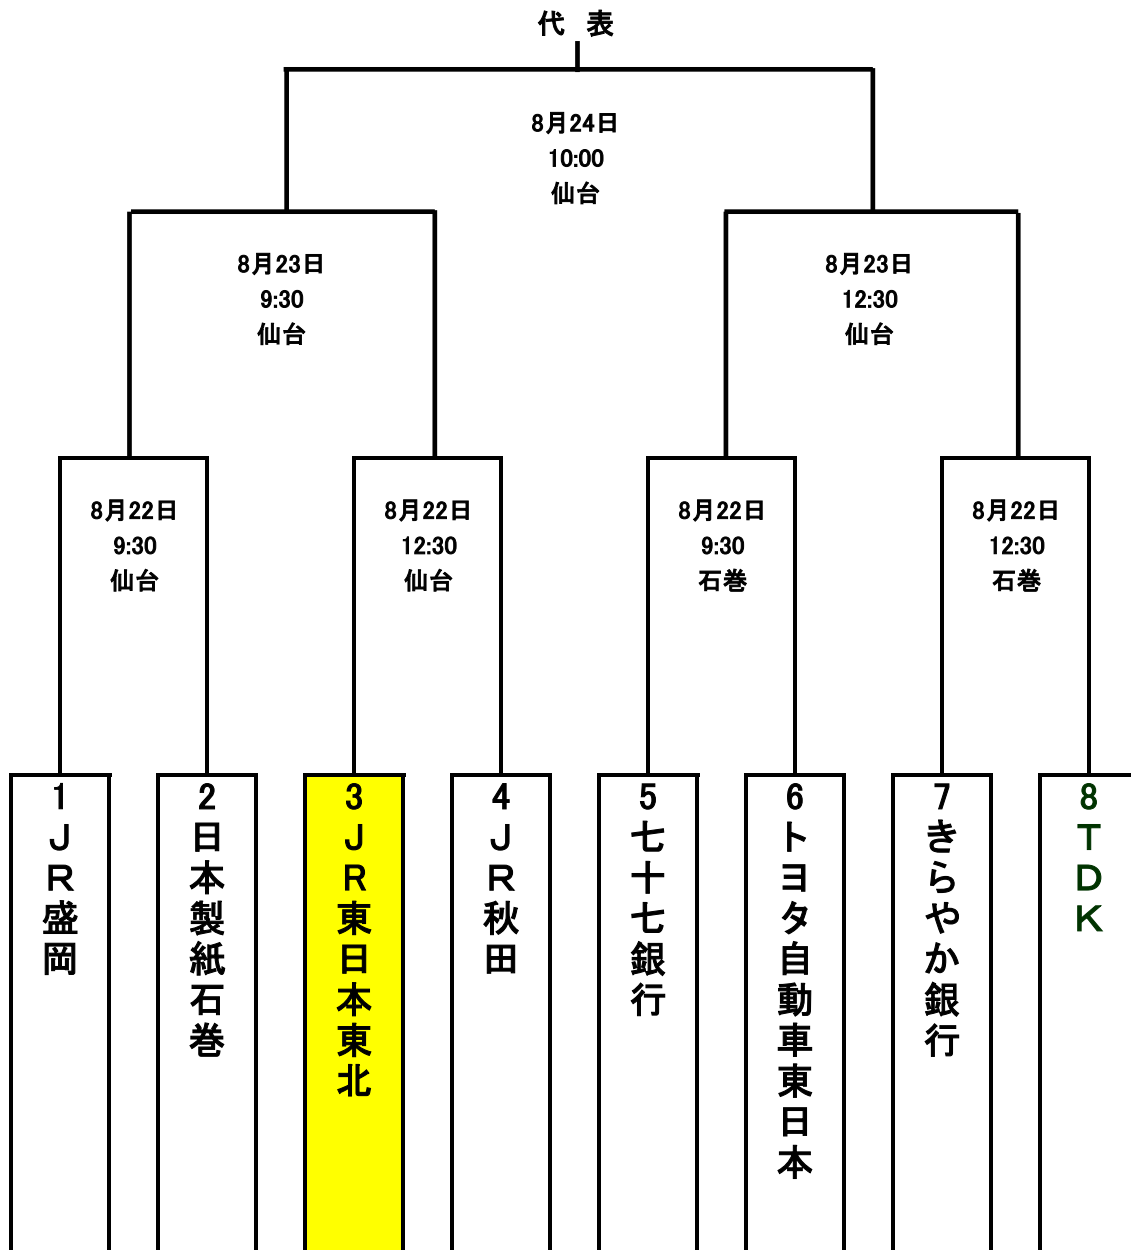 代 表
8月24日
10:00
仙台
8月23日
9:30
仙台
8月23日
12:30
仙台
8月22日
9:30
仙台
8月22日
12:30
仙台
8月22日
9:30
石巻
8月22日
12:30
石巻
1
JR盛岡
2
日本製紙石巻
3
JR東日本東北
4
JR秋田
5
七十七銀行
6
トヨタ自動車東日本
7
きらやか銀行
8
TDK